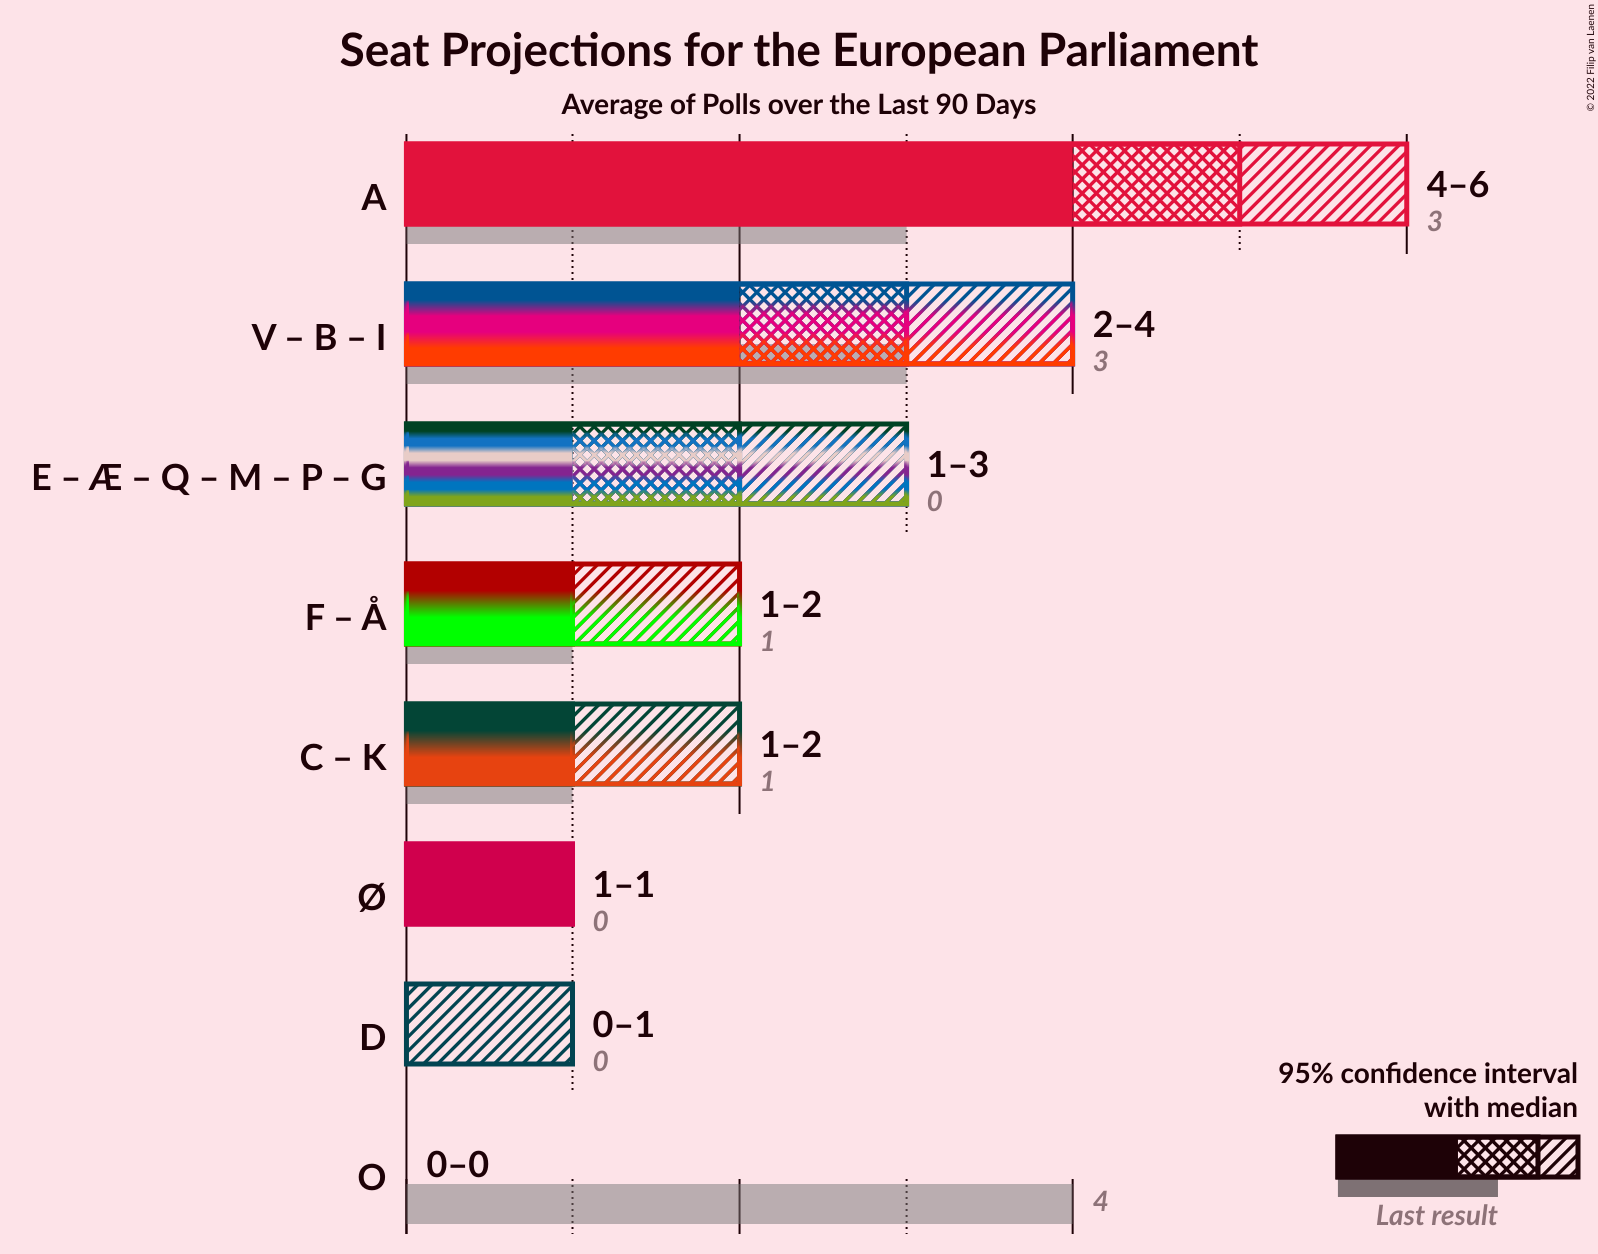 Seat Projections for the European Parliament
Average of Polls over the Last 90 Days
© 2022 Filip van Laenen
A
4–6
3
V – B – I
2–4
3
E – Æ – Q – M – P – G
1–3
0
F – Å
1–2
1
C – K
1–2
1
Ø
1–1
0
D
0–1
0
O
0–0
4
95% confidence interval
with median
Last result